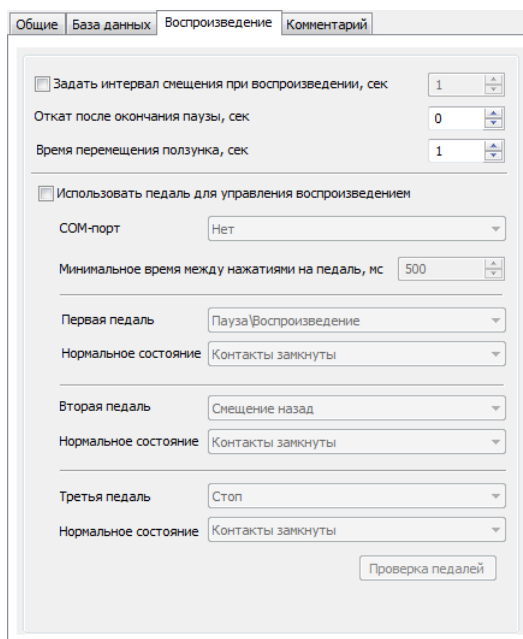 Общие База данных Воспроизведение Комментарий
Задать интервал смещения при воспроизведении, сек 1
Откат после окончания паузы, сек 0
Время перемещения ползунка, сек 1
Использовать педаль для управления воспроизведением
COM-порт Нет
Минимальное время между нажатиями на педаль, мс 500
Первая педаль Пауза\Воспроизведение
Нормальное состояние Контакты замкнуты
Вторая педаль Смещение назад
Нормальное состояние Контакты замкнуты
Третья педаль Стоп
Нормальное состояние Контакты замкнуты
Проверка педалей